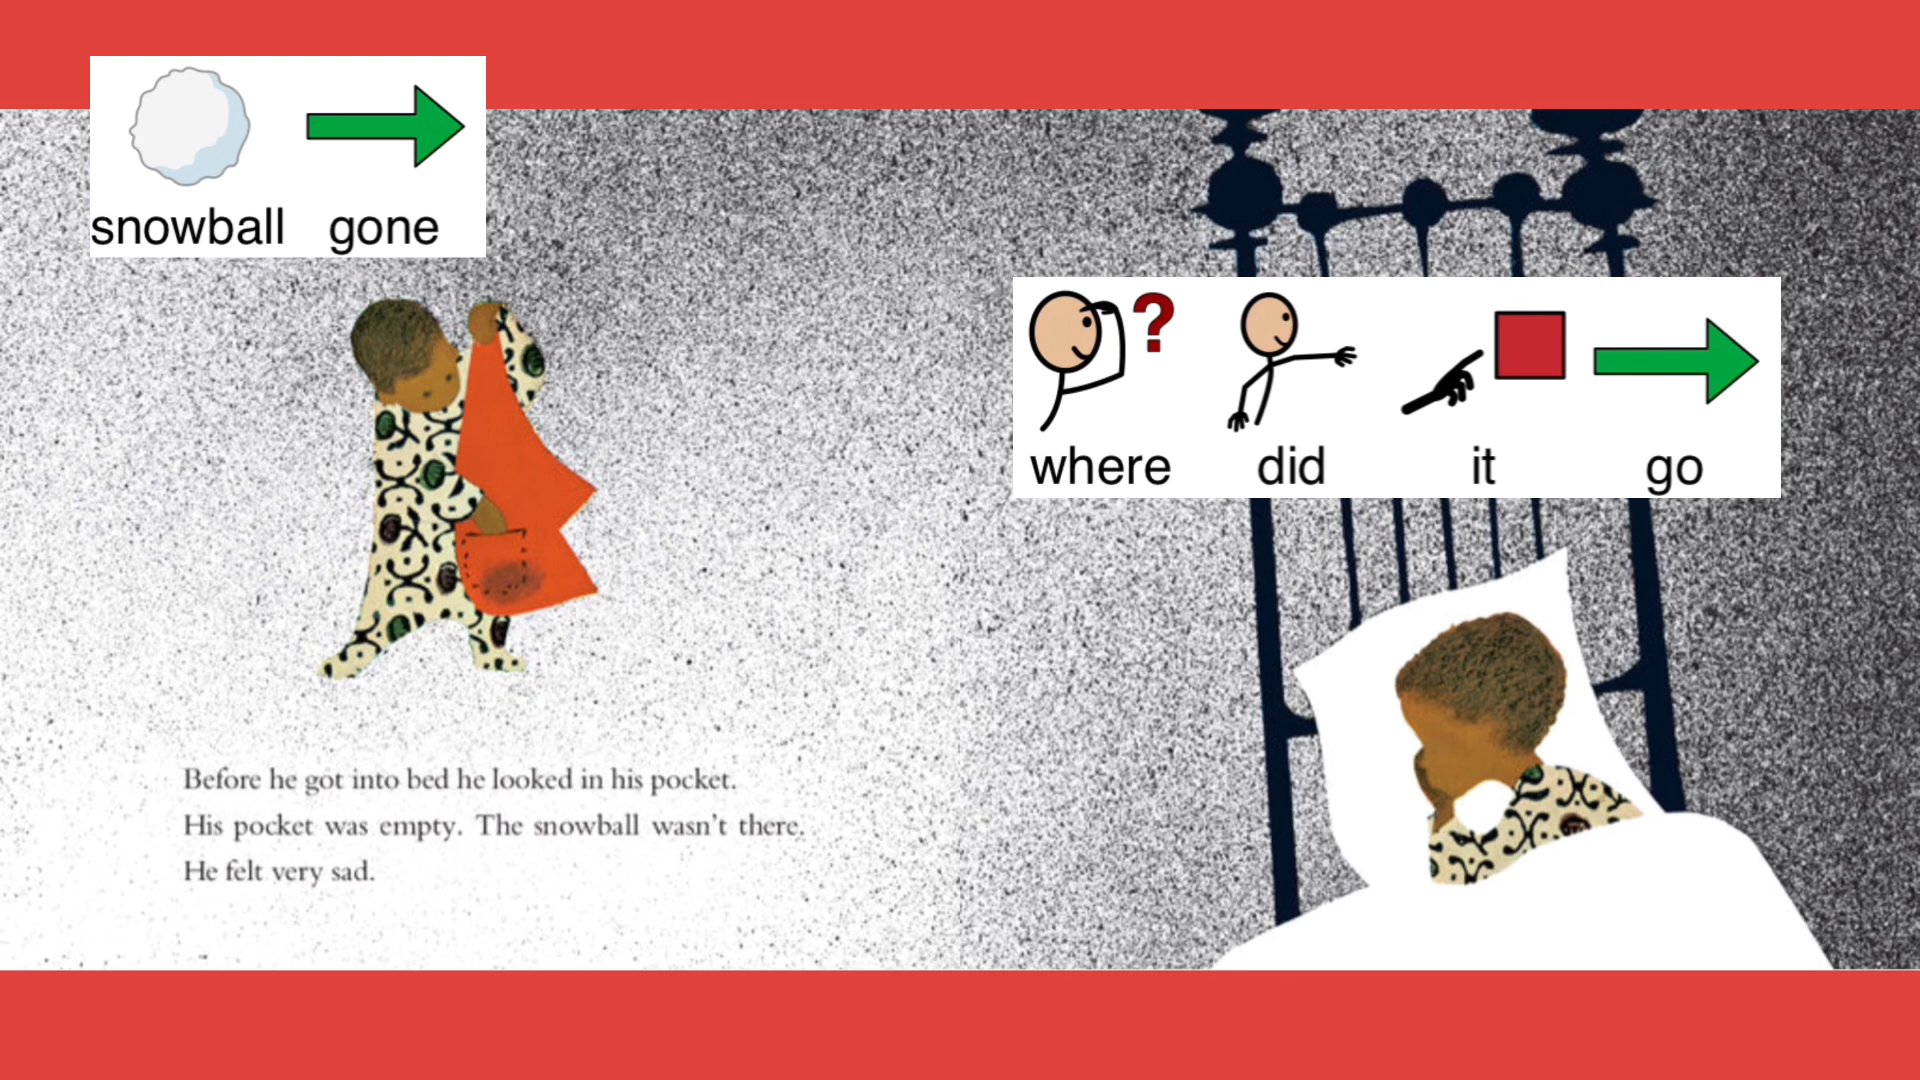 snowball gone
where did it go
Before he got into bed he looked in his pocket.
His pocket was empty. The snowball wasn't there.
He felt very sad.